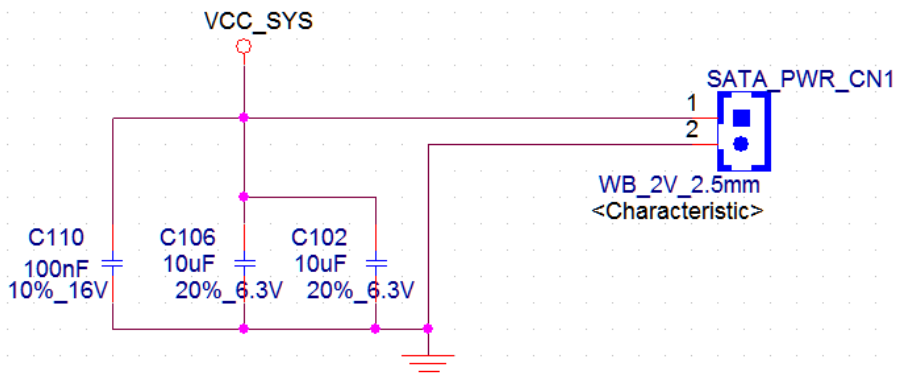 VCC_SYS
SATA_PWR_CN1
1
2
WB_2V_2.5mm
<Characteristic>
C110
100nF
10%_16V
C106
10uF
20%_6.3V
C102
10uF
20%_6.3V